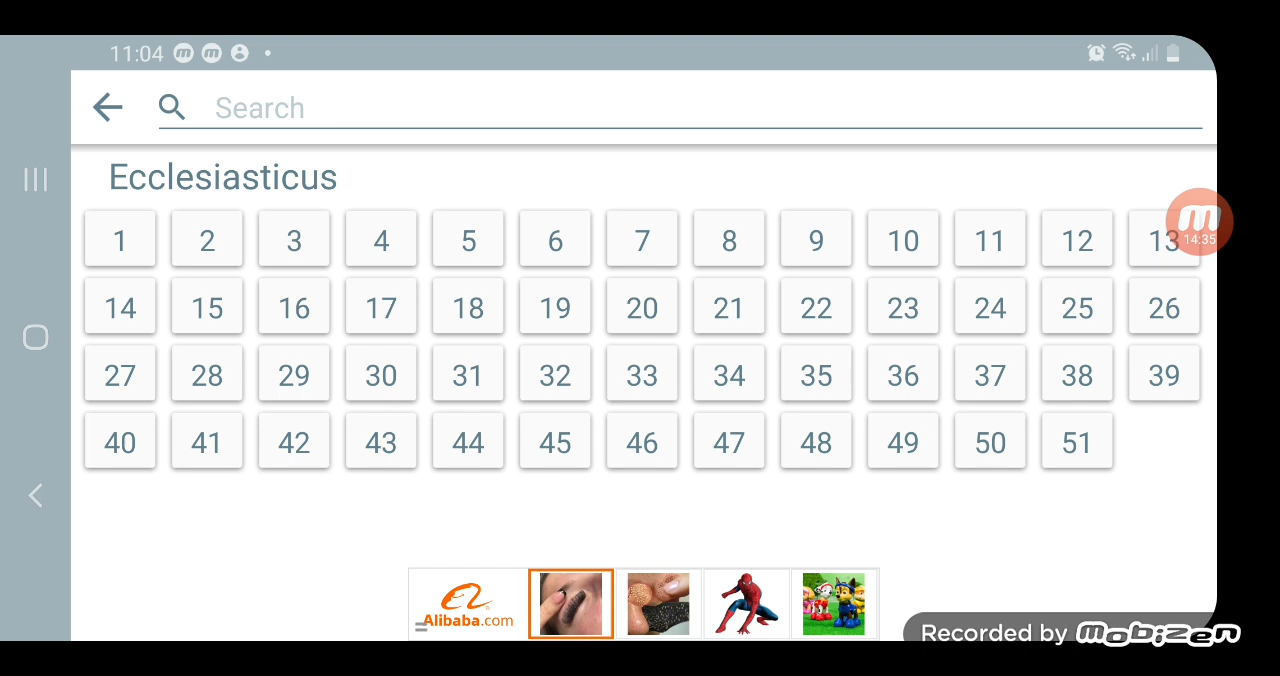 11:04
Search
Ecclesiasticus
1 2 3 4 5 6 7 8 9 10 11 12 13
14:35
14 15 16 17 18 19 20 21 22 23 24 25 26
27 28 29 30 31 32 33 34 35 36 37 38 39
40 41 42 43 44 45 46 47 48 49 50 51
Alibaba.com
Recorded by mobizen